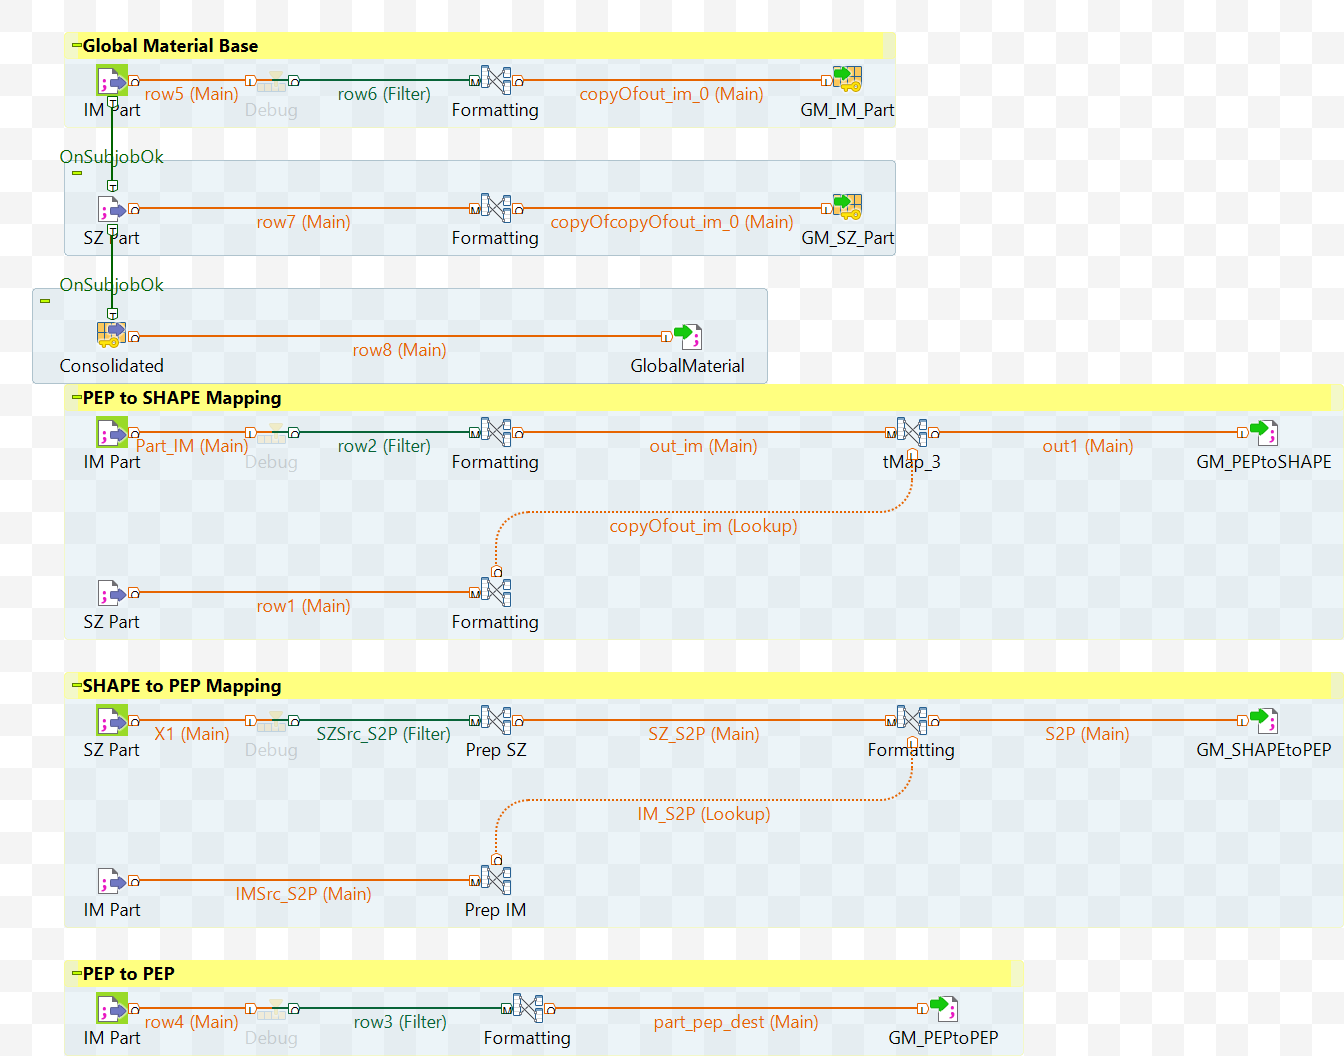 Global Material Base
row5 (Main)
row6 (Filter)
copyOfout_im_0 (Main)
IM Part
Debug
Formatting
GM_IM_Part
OnSubjobOk
row7 (Main)
copyOfcopyOfout_im_0 (Main)
SZ Part
Formatting
GM_SZ_Part
OnSubjobOk
row8 (Main)
Consolidated
GlobalMaterial
PEP to SHAPE Mapping
Part_IM (Main)
row2 (Filter)
out_im (Main)
out1 (Main)
IM Part
Debug
Formatting
tMap_3
GM_PEPtoSHAPE
copyOfout_im (Lookup)
row1 (Main)
SZ Part
Formatting
SHAPE to PEP Mapping
X1 (Main)
SZSrc_S2P (Filter)
SZ_S2P (Main)
S2P (Main)
SZ Part
Debug
Prep SZ
Formatting
GM_SHAPEtoPEP
IM_S2P (Lookup)
IMSrc_S2P (Main)
IM Part
Prep IM
PEP to PEP
row4 (Main)
row3 (Filter)
part_pep_dest (Main)
IM Part
Debug
Formatting
GM_PEPtoPEP